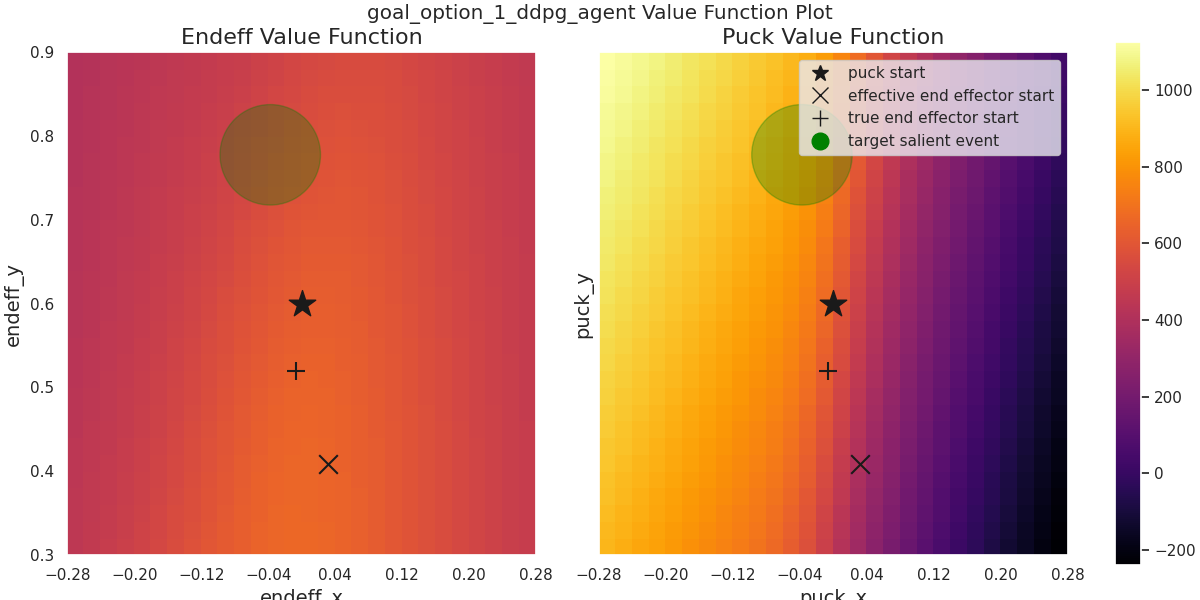 goal_option_1_ddpg_agent Value Function Plot
Endeff Value Function
Puck Value Function
puck start
effective end effector start
true end effector start
target salient event
endeff_y
0.9
0.8
0.7
0.6
0.5
0.4
0.3
−0.28 −0.20 −0.12 −0.04 0.04 0.12 0.20 0.28
endeff_x
puck_y
−0.28 −0.20 −0.12 −0.04 0.04 0.12 0.20 0.28
puck_x
1000
800
600
400
200
0
−200